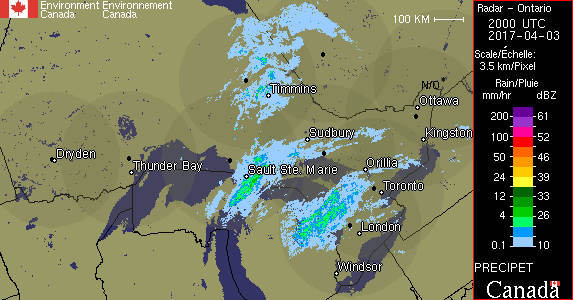 Environment Environnement
Canada Canada
100 KM
Timmins
N/D
Ottawa
Sudbury
Kingston
Dryden
Thunder Bay
Sault Ste. Marie
Orillia
Toronto
London
Windsor
Radar - Ontario
2000 UTC
2017-04-03
Scale/Échelle:
3.5 km/Pixel
Rain/Pluie
mm/hr dBZ
200 61
100 52
50 46
24 39
12 33
4 26
0.1 10
PRECIPET
Canada